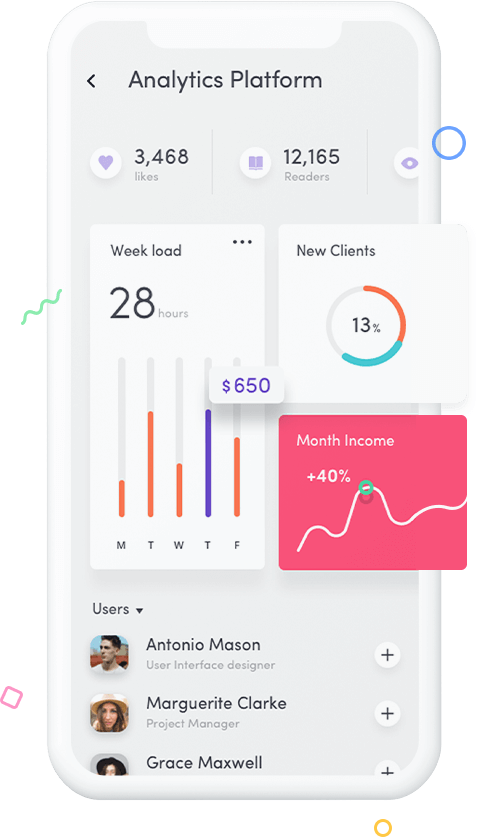 Analytics Platform
3,468
likes
12,165
Readers
Week load
28 hours
$650
M T W T F
New Clients
13%
Month Income
+40%
Users
Antonio Mason
User Interface designer
Marguerite Clarke
Project Manager
Grace Maxwell